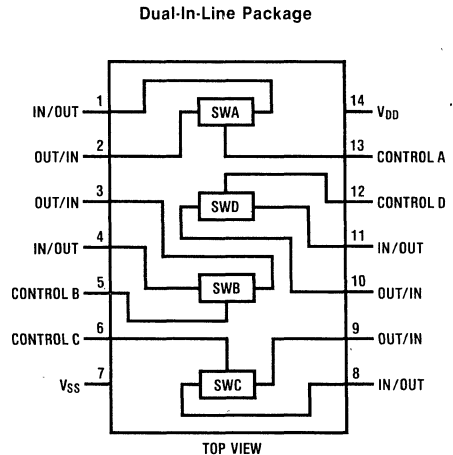 Dual-In-Line Package
IN/OUT 1 SWA 14 VDD
OUT/IN 2 13 CONTROL A
OUT/IN 3 SWD 12 CONTROL D
IN/OUT 4 11 IN/OUT
CONTROL B 5 SWB 10 OUT/IN
CONTROL C 6 9 OUT/IN
VSS 7 SWC 8 IN/OUT
TOP VIEW